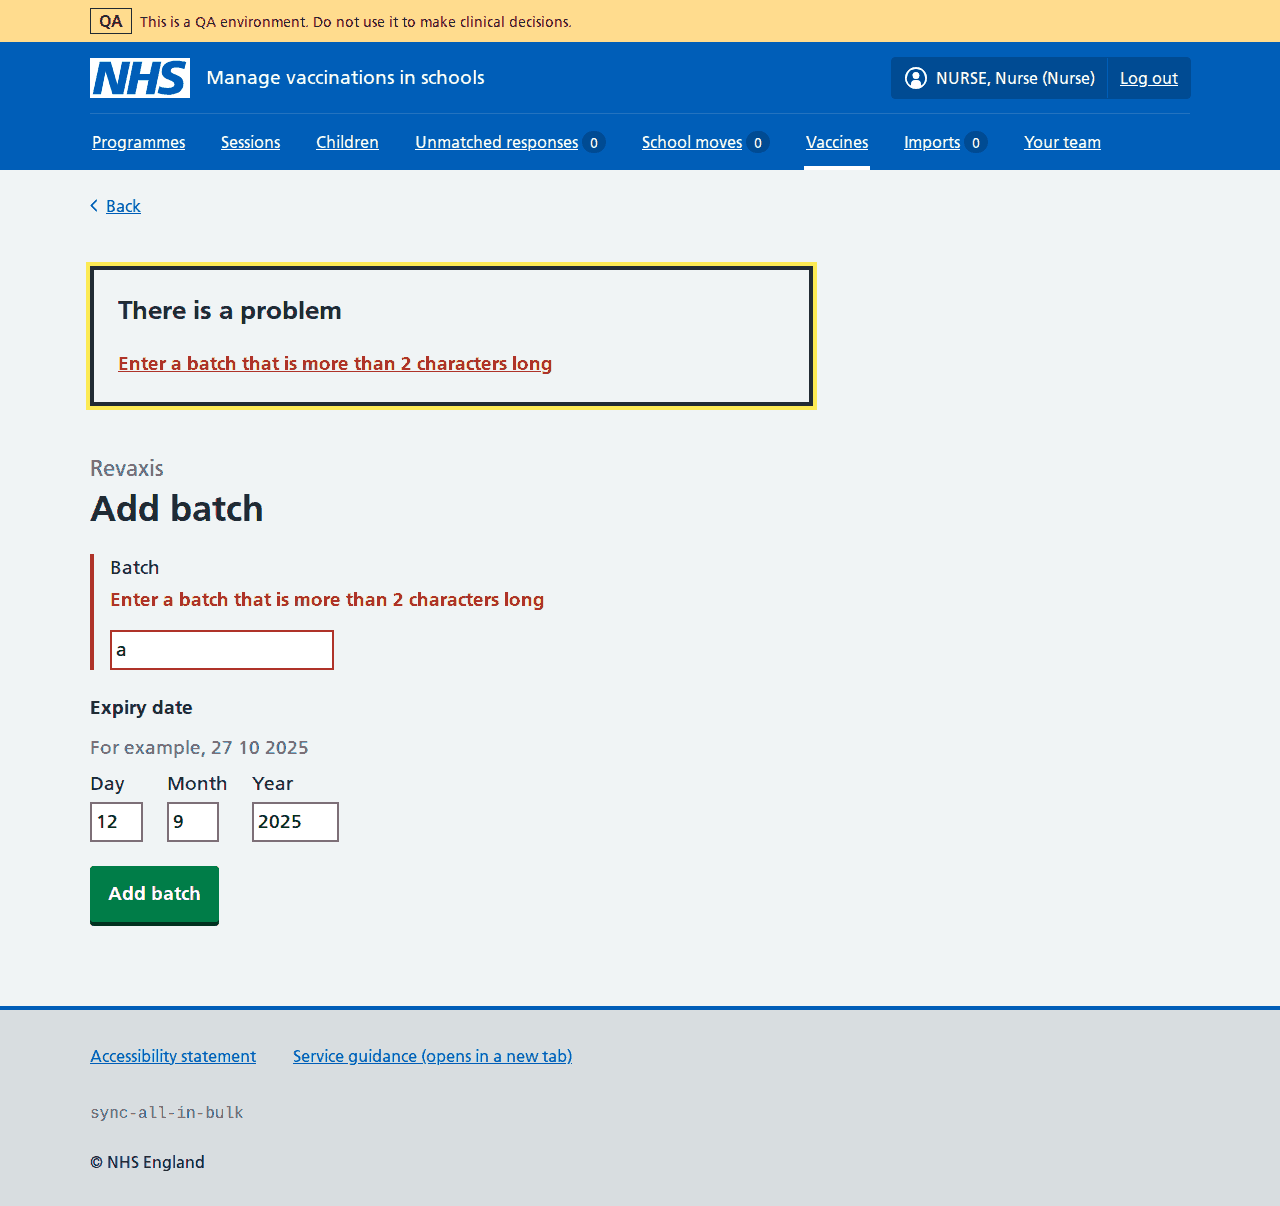 QA This is a QA environment. Do not use it to make clinical decisions.
NHS Manage vaccinations in schools NURSE, Nurse (Nurse) Log out
Programmes Sessions Children Unmatched responses 0 School moves 0 Vaccines Imports 0 Your team
Back
There is a problem
Enter a batch that is more than 2 characters long
Revaxis
Add batch
Batch
Enter a batch that is more than 2 characters long
a
Expiry date
For example, 27 10 2025
Day Month Year
12 9 2025
Add batch
Accessibility statement Service guidance (opens in a new tab)
sync-all-in-bulk
© NHS England